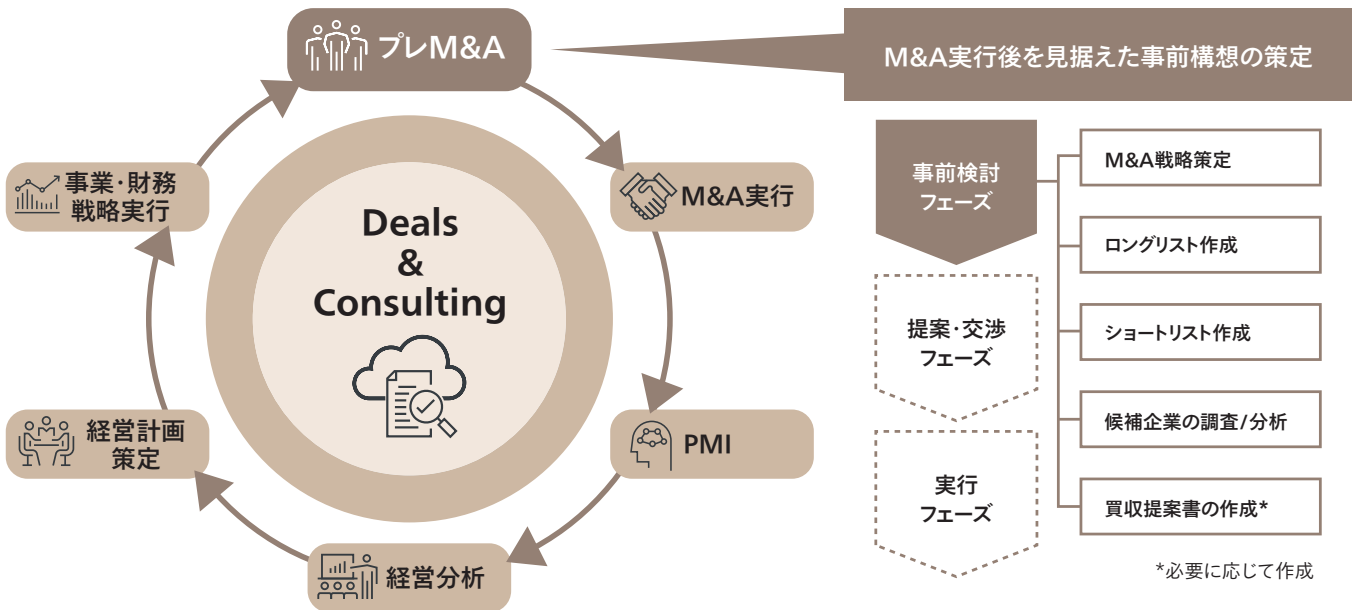 プレM&A
M&A実行
PMI
経営分析
経営計画
策定
事業・財務
戦略実行
Deals
&
Consulting
M&A実行後を見据えた事前構想の策定
事前検討
フェーズ
提案・交渉
フェーズ
実行
フェーズ
M&A戦略策定
ロングリスト作成
ショートリスト作成
候補企業の調査/分析
買収提案書の作成*
*必要に応じて作成